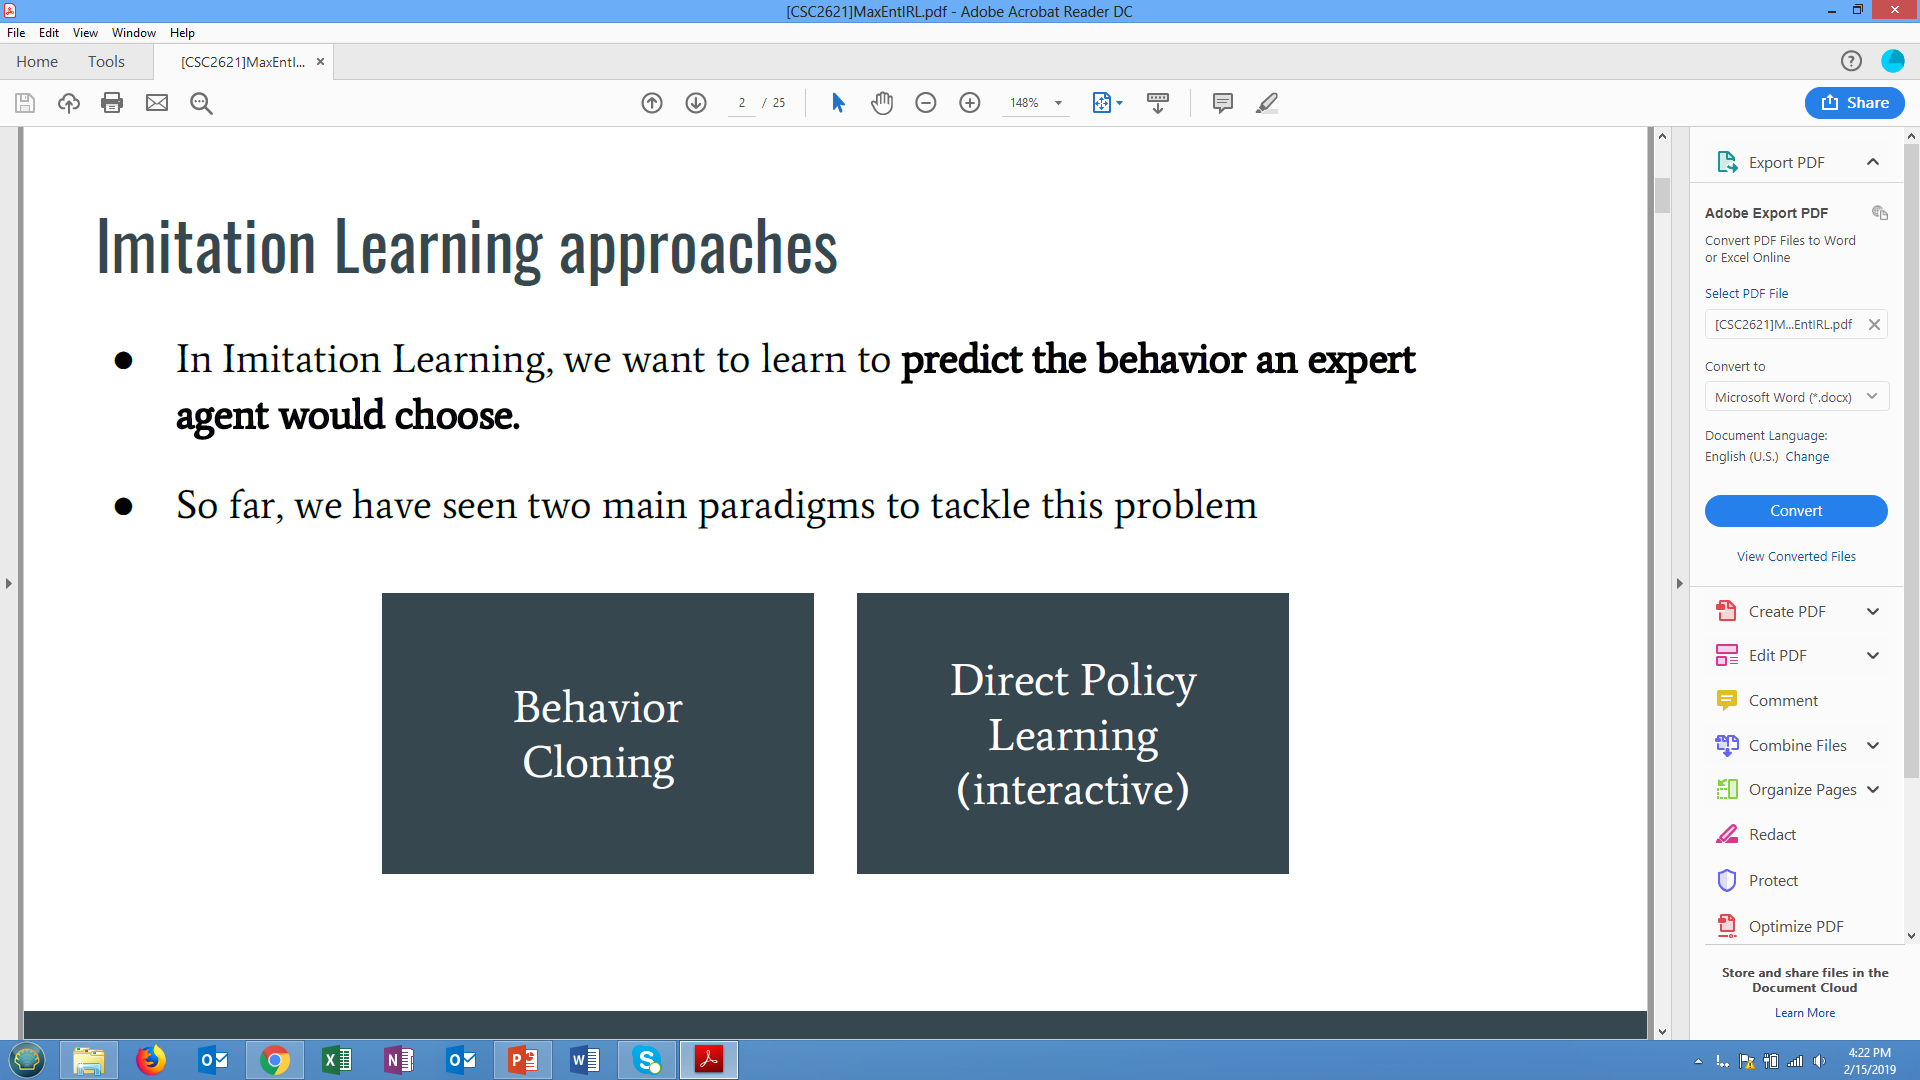 [CSC2621]MaxEntIRL.pdf - Adobe Acrobat Reader DC
File Edit View Window Help
Home Tools [CSC2621]MaxEntI... ×
2 / 25 148% Share
Imitation Learning approaches
● In Imitation Learning, we want to learn to predict the behavior an expert
agent would choose.
● So far, we have seen two main paradigms to tackle this problem
Behavior
Cloning
Direct Policy
Learning
(interactive)
Export PDF
Adobe Export PDF
Convert PDF Files to Word
or Excel Online
Select PDF File
[CSC2621]M...EntIRL.pdf
Convert to
Microsoft Word (*.docx)
Document Language:
English (U.S.) Change
Convert
View Converted Files
Create PDF
Edit PDF
Comment
Combine Files
Organize Pages
Redact
Protect
Optimize PDF
Store and share files in the
Document Cloud
Learn More
4:22 PM
2/15/2019